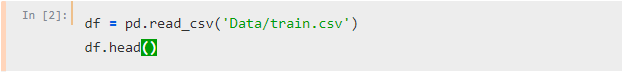 In [2]:
df = pd.read_csv('Data/train.csv')
df.head()